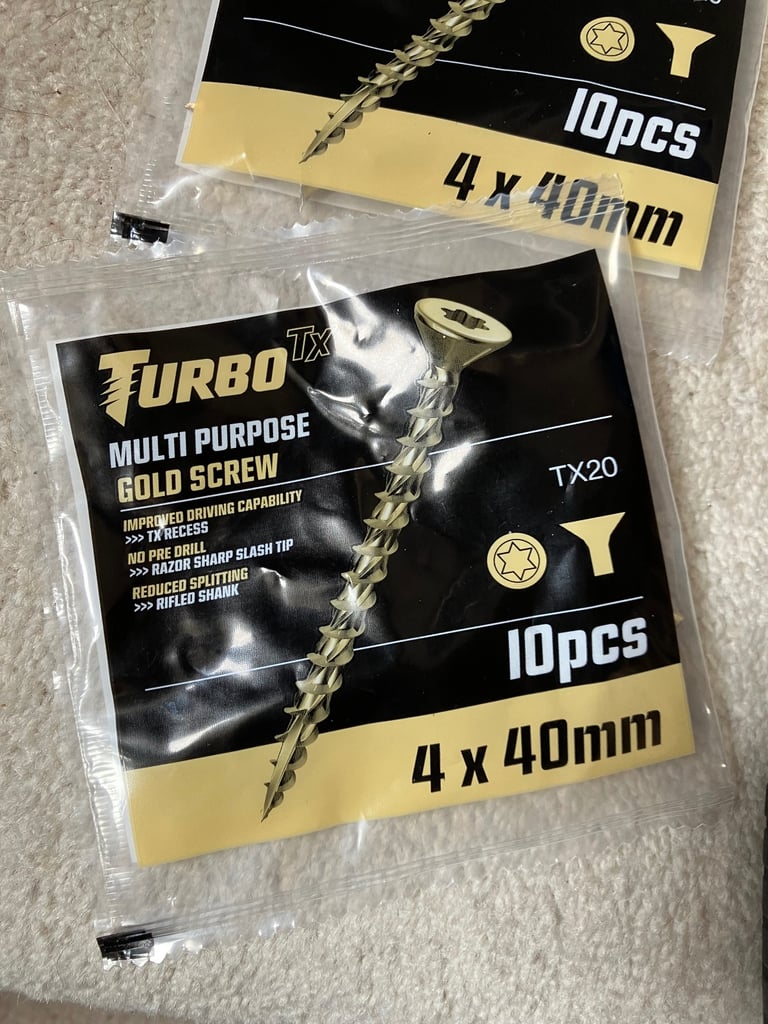 10pcs
4 x 40mm
TURBO TX
MULTI PURPOSE
GOLD SCREW
IMPROVED DRIVING CAPABILITY
>>> TX RECESS
NO PRE DRILL
>>> RAZOR SHARP SLASH TIP
REDUCED SPLITTING
>>> RIFLED SHANK
TX20
10pcs
4 x 40mm